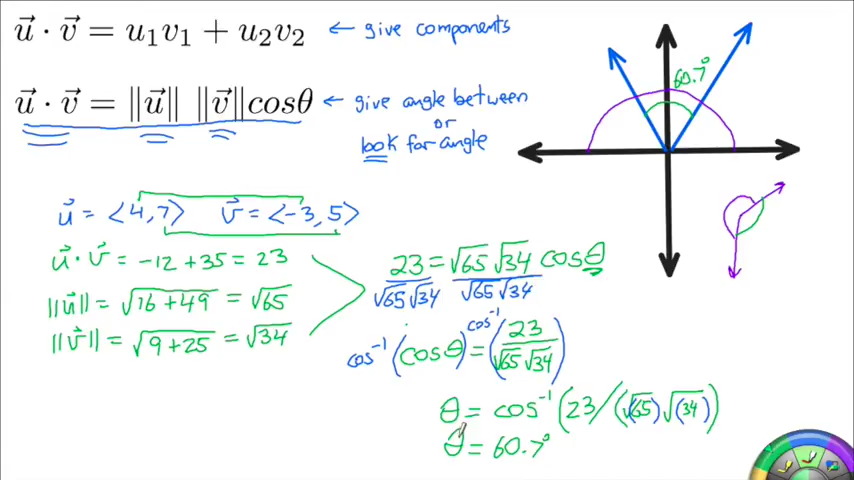 u⃗ · v⃗ = u₁v₁ + u₂v₂ ← give components
u⃗ · v⃗ = ‖u⃗‖ ‖v⃗‖cosθ ← give angle between
or
look for angle
60.7°
u⃗ = <4,7> v⃗ = <-3,5>
u⃗ · v⃗ = -12 + 35 = 23
||u⃗|| = √16+49 = √65
||v⃗|| = √9+25 = √34
23 = √65 √34 cosθ
√65 √34 √65 √34
cos⁻¹ (cosθ) = cos⁻¹ (23 / √65 √34)
θ = cos⁻¹ (23/(√(65) √(34))
θ = 60.7°